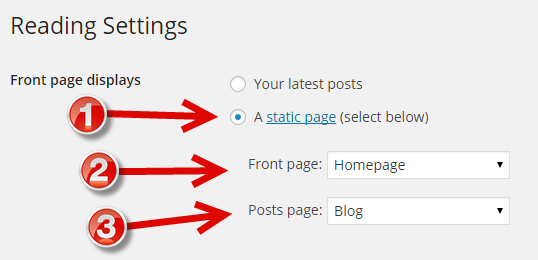 Reading Settings
Front page displays
Your latest posts
1
A static page (select below)
2
Front page: Homepage
3
Posts page: Blog